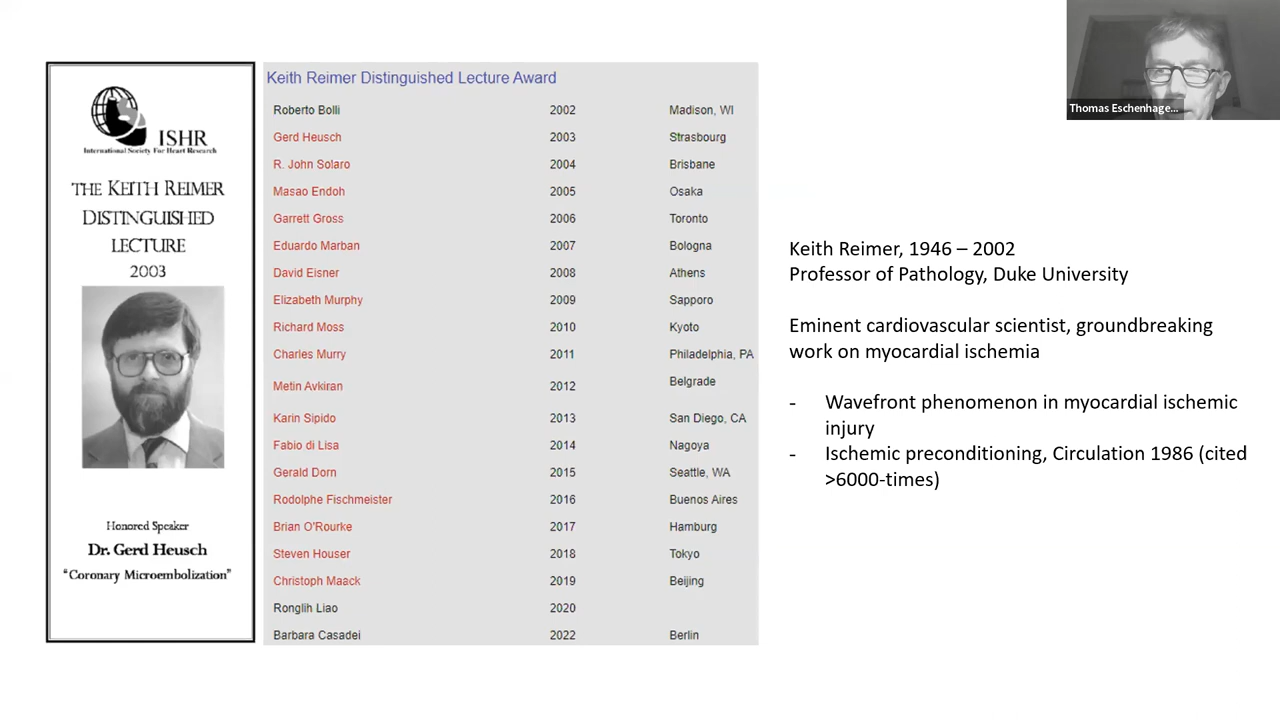 ISHR
International Society For Heart Research
THE KEITH REIMER
DISTINGUISHED
LECTURE
2003
Honored Speaker
Dr. Gerd Heusch
“Coronary Microembolization”
Keith Reimer Distinguished Lecture Award
Roberto Bolli 2002 Madison, WI
Gerd Heusch 2003 Strasbourg
R. John Solaro 2004 Brisbane
Masao Endoh 2005 Osaka
Garrett Gross 2006 Toronto
Eduardo Marban 2007 Bologna
David Eisner 2008 Athens
Elizabeth Murphy 2009 Sapporo
Richard Moss 2010 Kyoto
Charles Murry 2011 Philadelphia, PA
Metin Avkiran 2012 Belgrade
Karin Sipido 2013 San Diego, CA
Fabio di Lisa 2014 Nagoya
Gerald Dorn 2015 Seattle, WA
Rodolphe Fischmeister 2016 Buenos Aires
Brian O'Rourke 2017 Hamburg
Steven Houser 2018 Tokyo
Christoph Maack 2019 Beijing
Ronglih Liao 2020
Barbara Casadei 2022 Berlin
Keith Reimer, 1946 – 2002
Professor of Pathology, Duke University
Eminent cardiovascular scientist, groundbreaking
work on myocardial ischemia
- Wavefront phenomenon in myocardial ischemic
injury
- Ischemic preconditioning, Circulation 1986 (cited
>6000-times)
Thomas Eschenhage...